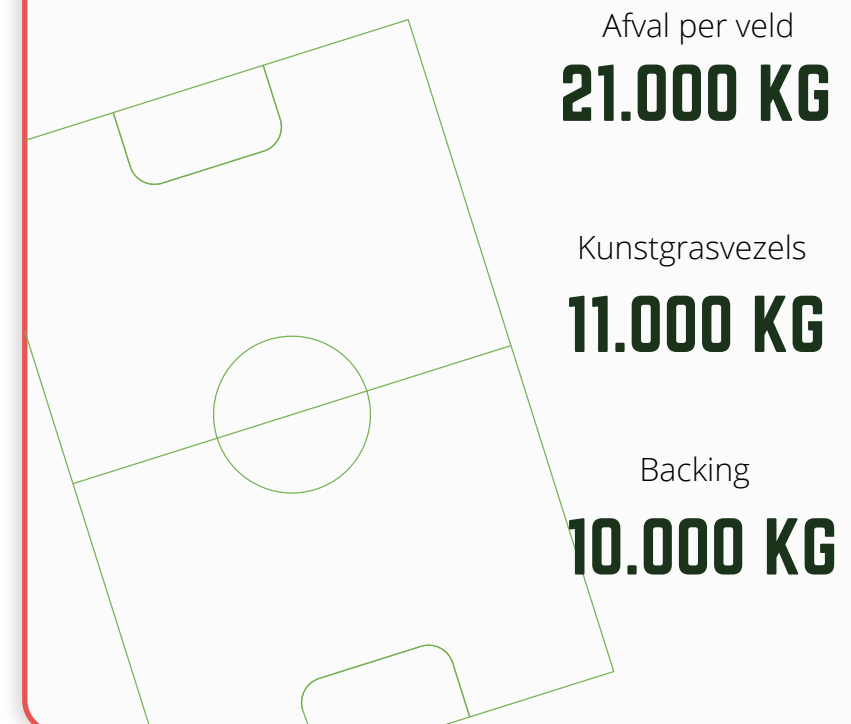 Afval per veld
21.000 KG
Kunstgrasvezels
11.000 KG
Backing
10.000 KG